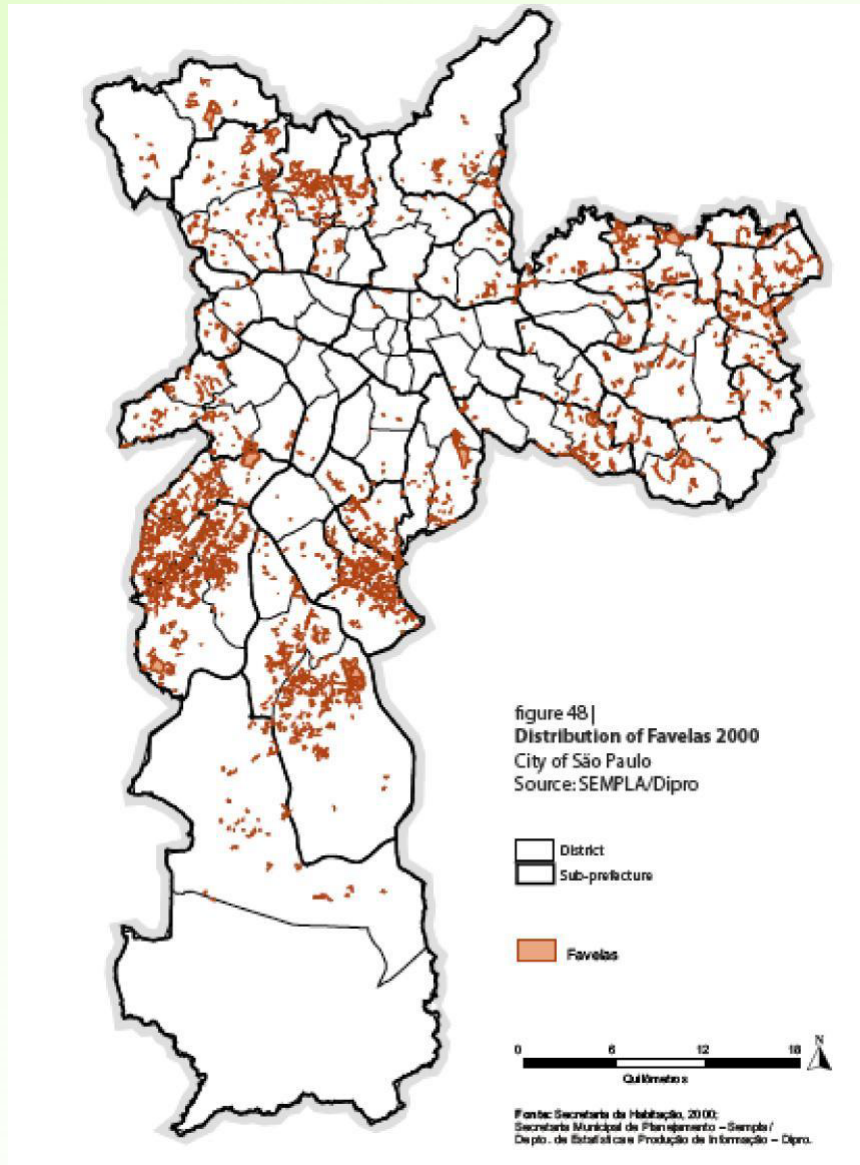 figure 48 |
Distribution of Favelas 2000
City of São Paulo
Source: SEMPLA/Dipro
District
Sub-prefecture
Favelas
0 6 12 18
Quilômetros
N
Fonte: Secretaria da Habitação, 2000;
Secretaria Municipal de Planejamento – Sempla/
Depto. de Estatística e Produção de Informação – Dipro.